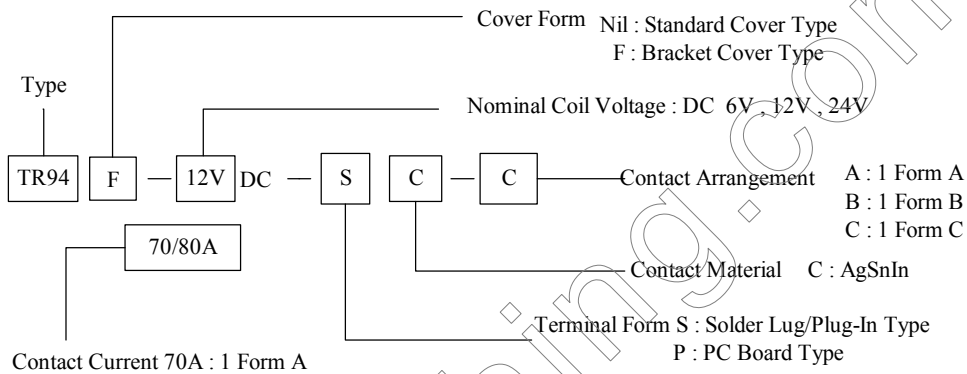 Cover Form Nil : Standard Cover Type
F : Bracket Cover Type
Type
Nominal Coil Voltage : DC 6V , 12V , 24V
TR94 F 12V DC S C C Contact Arrangement A : 1 Form A
B : 1 Form B
C : 1 Form C
70/80A
Contact Material C : AgSnIn
Terminal Form S : Solder Lug/Plug-In Type
P : PC Board Type
Contact Current 70A : 1 Form A